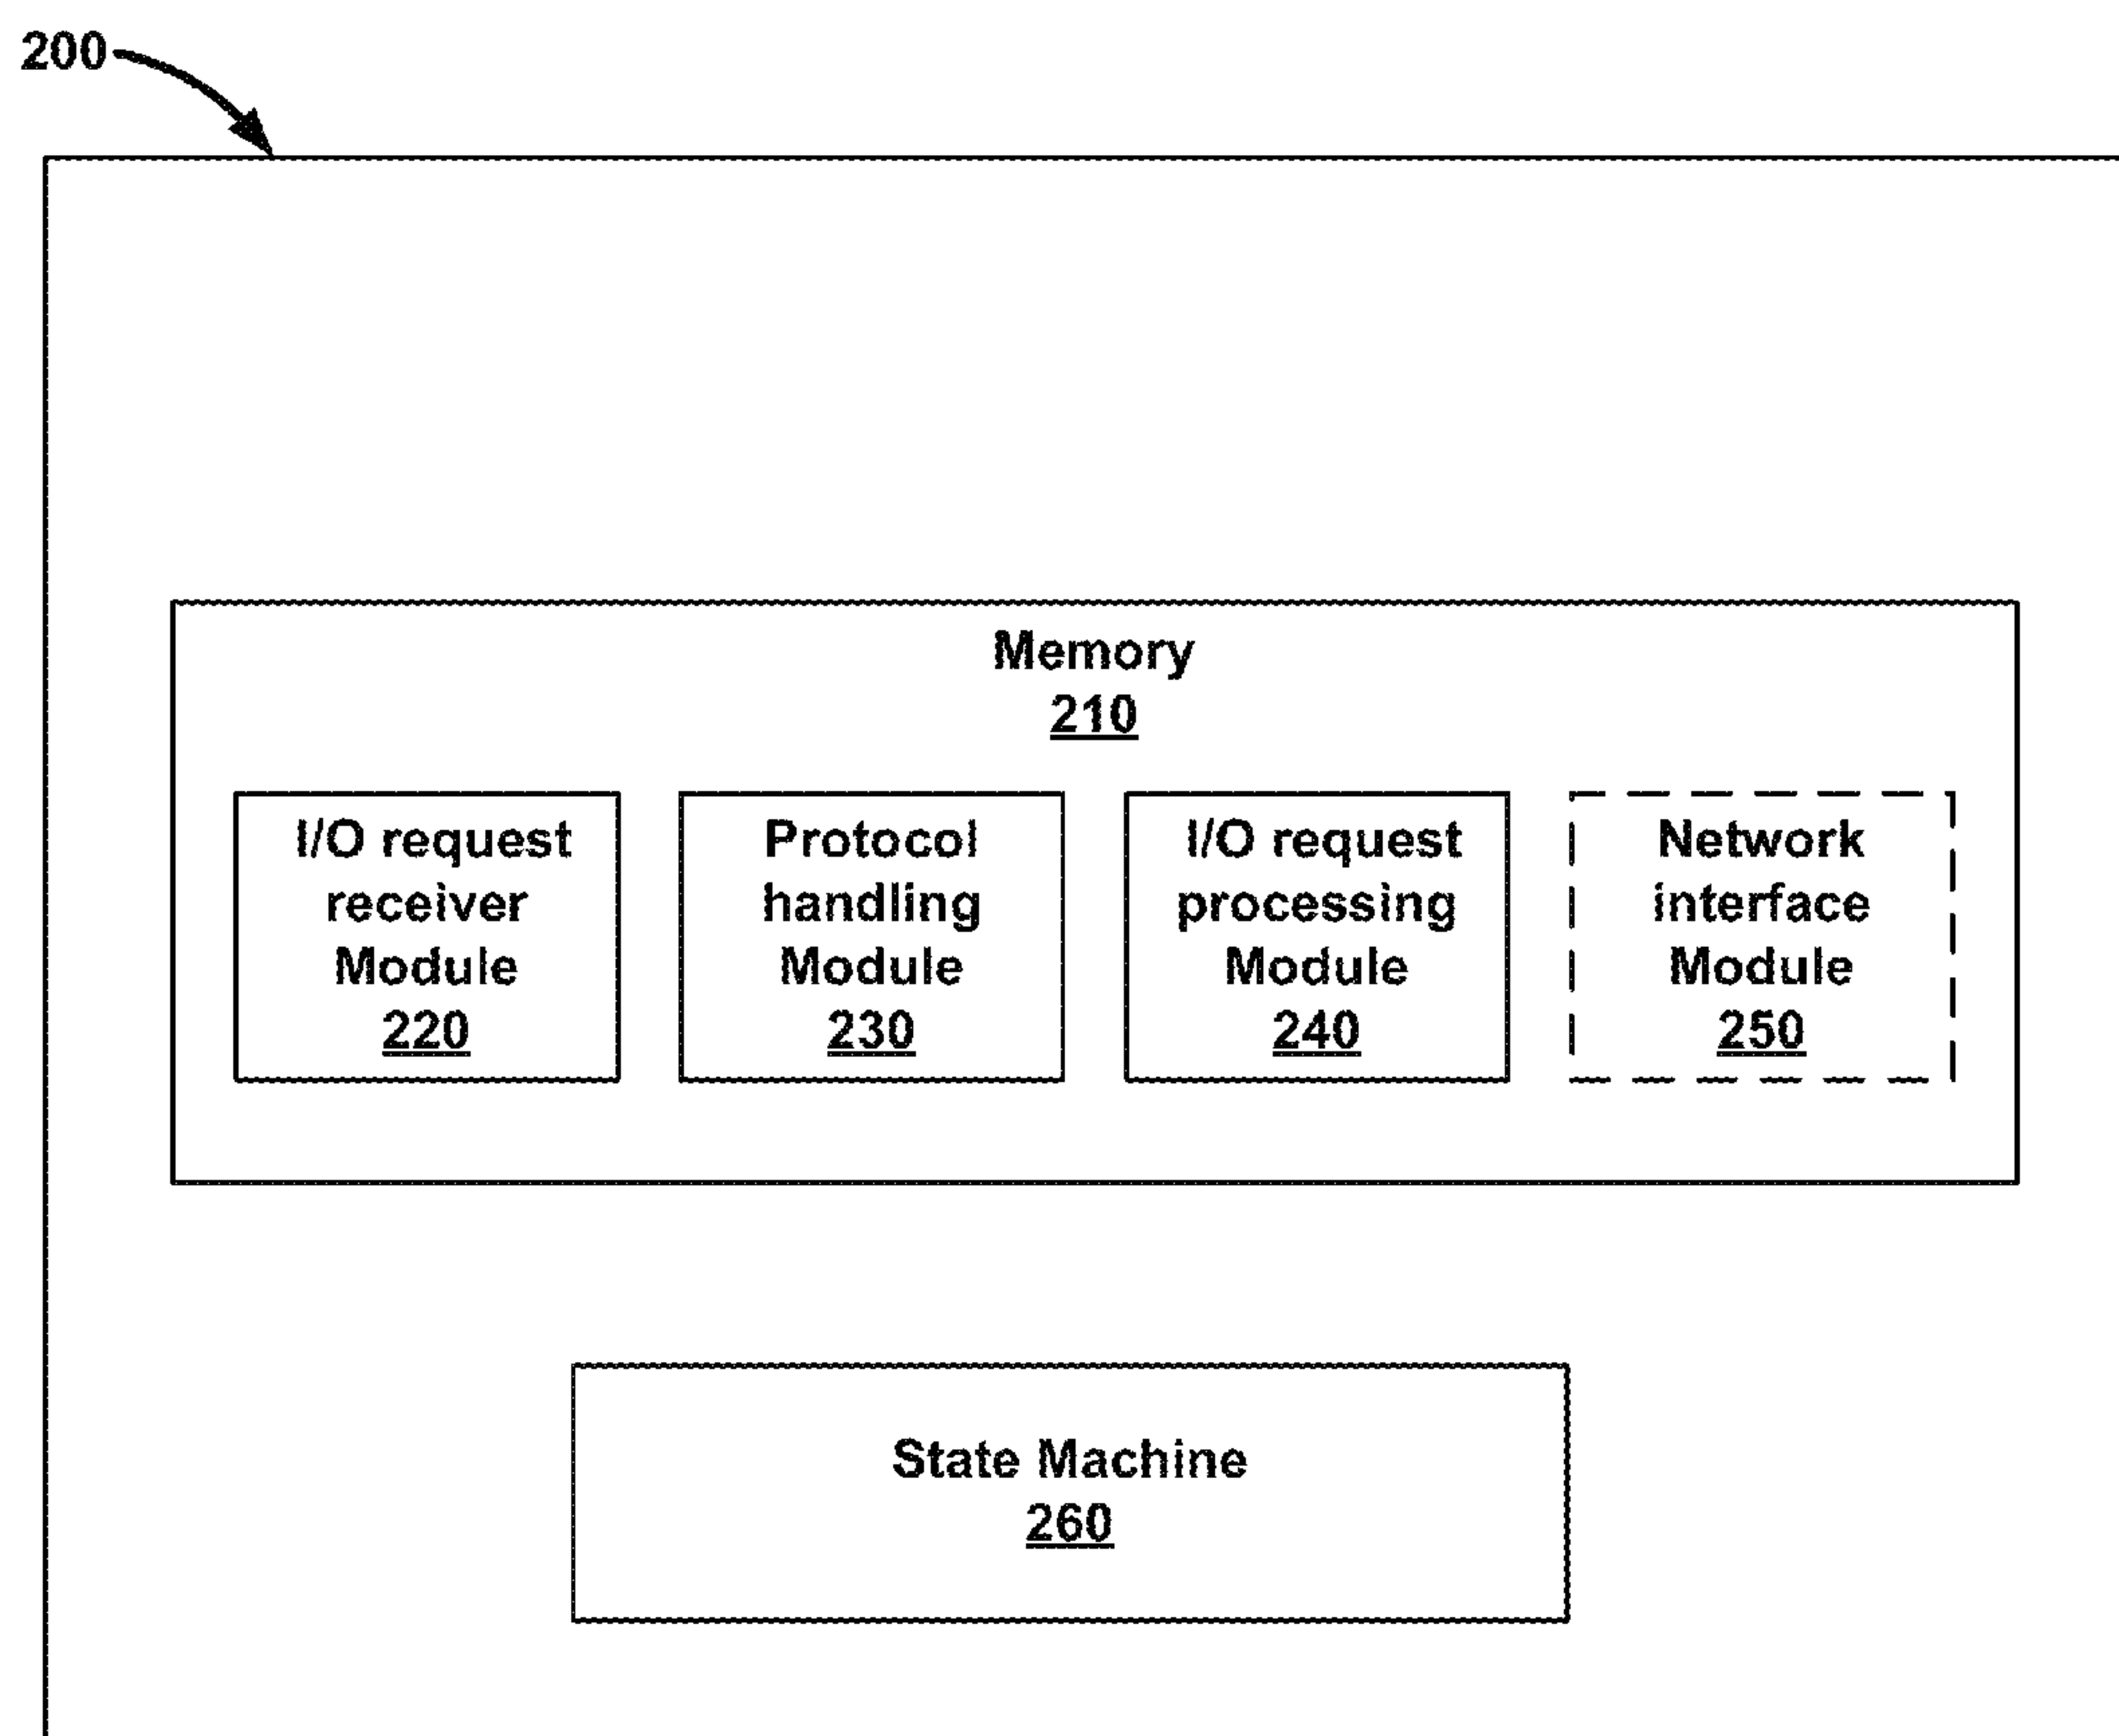 200
Memory
210
I/O request
receiver
Module
220
Protocol
handling
Module
230
I/O request
processing
Module
240
Network
interface
Module
250
State Machine
260